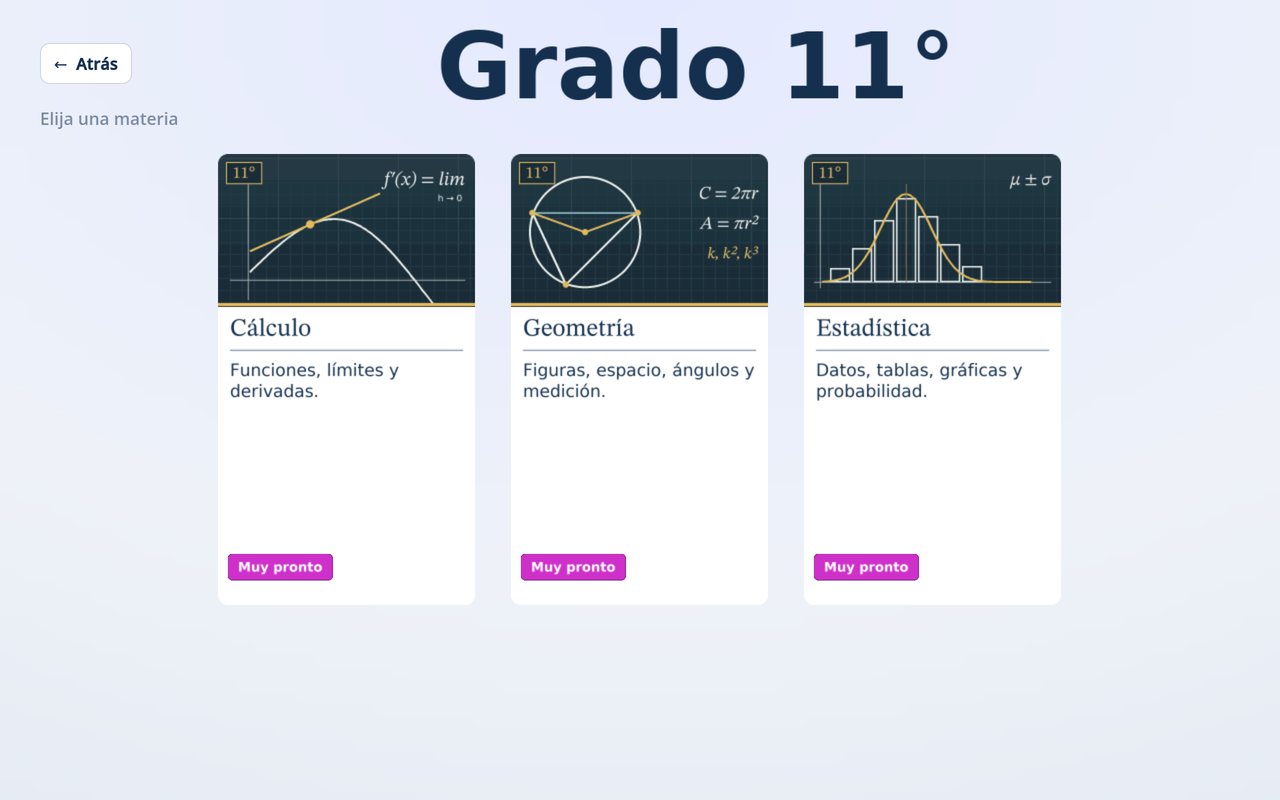 ← Atrás
Grado 11°
Elija una materia
11°
f′(x) = lim
h→0
Cálculo
Funciones, límites y
derivadas.
Muy pronto
11°
C = 2πr
A = πr²
k, k², k³
Geometría
Figuras, espacio, ángulos y
medición.
Muy pronto
11°
μ ± σ
Estadística
Datos, tablas, gráficas y
probabilidad.
Muy pronto